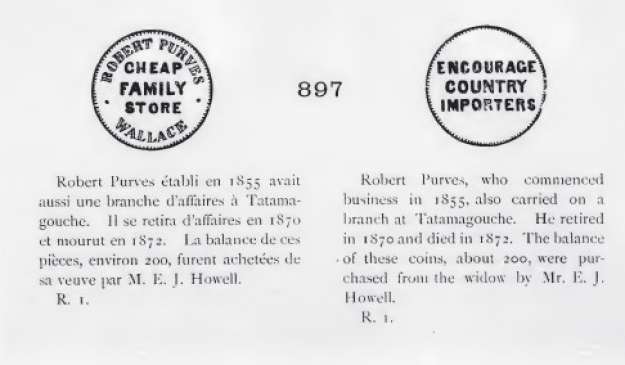 ROBERT PURVES
CHEAP
FAMILY
STORE
WALLACE
897
ENCOURAGE
COUNTRY
IMPORTERS
Robert Purves établi en 1855 avait
aussi une branche d'affaires à Tatama-
gouche. Il se retira d'affaires en 1870
et mourut en 1872. La balance de ces
pièces, environ 200, furent achetées de
sa veuve par M. E. J. Howell.
R. 1.
Robert Purves, who commenced
business in 1855, also carried on a
branch at Tatamagouche. He retired
in 1870 and died in 1872. The balance
of these coins, about 200, were pur-
chased from the widow by Mr. E. J.
Howell.
R. 1.